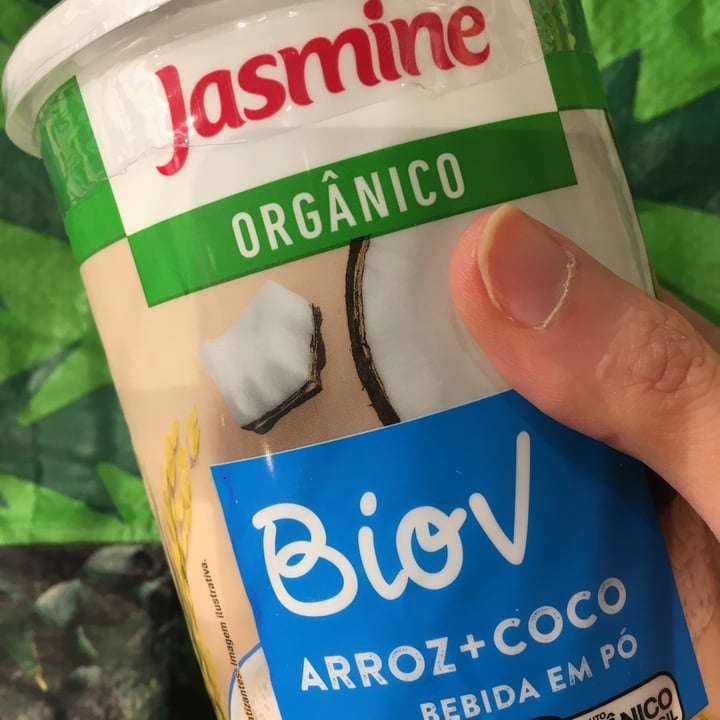 Jasmine
ORGÂNICO
BioV
ARROZ+COCO
BEBIDA EM PÓ
Imagem ilustrativa.